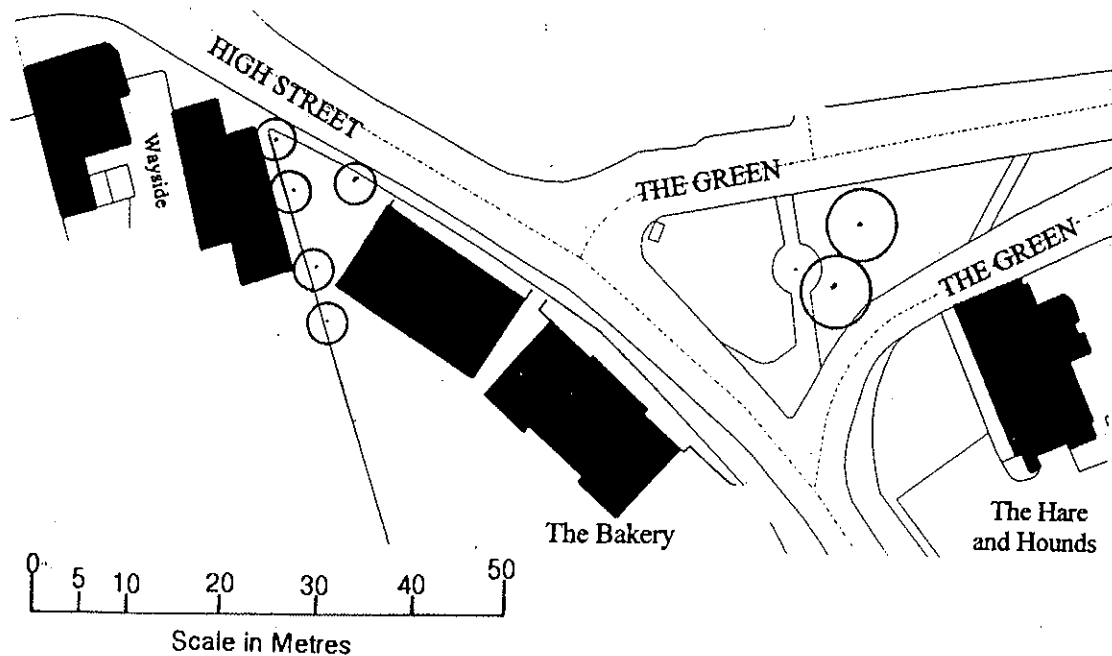 HIGH STREET
THE GREEN
THE GREEN
Wayside
The Bakery
The Hare
and Hounds
0 5 10 20 30 40 50
Scale in Metres